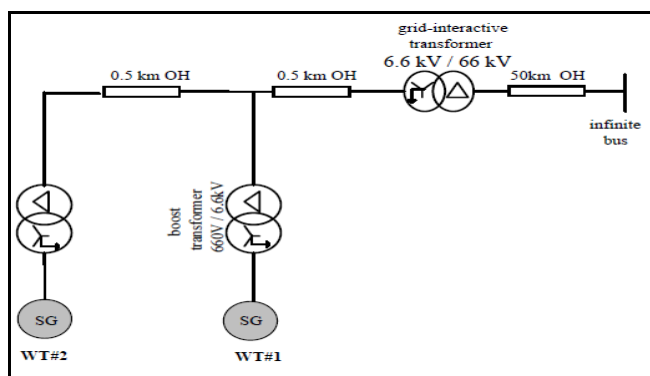 grid-interactive
transformer
6.6 kV / 66 kV
0.5 km OH
0.5 km OH
50km OH
infinite
bus
boost
transformer
660V / 6.6kV
SG
SG
WT#2
WT#1